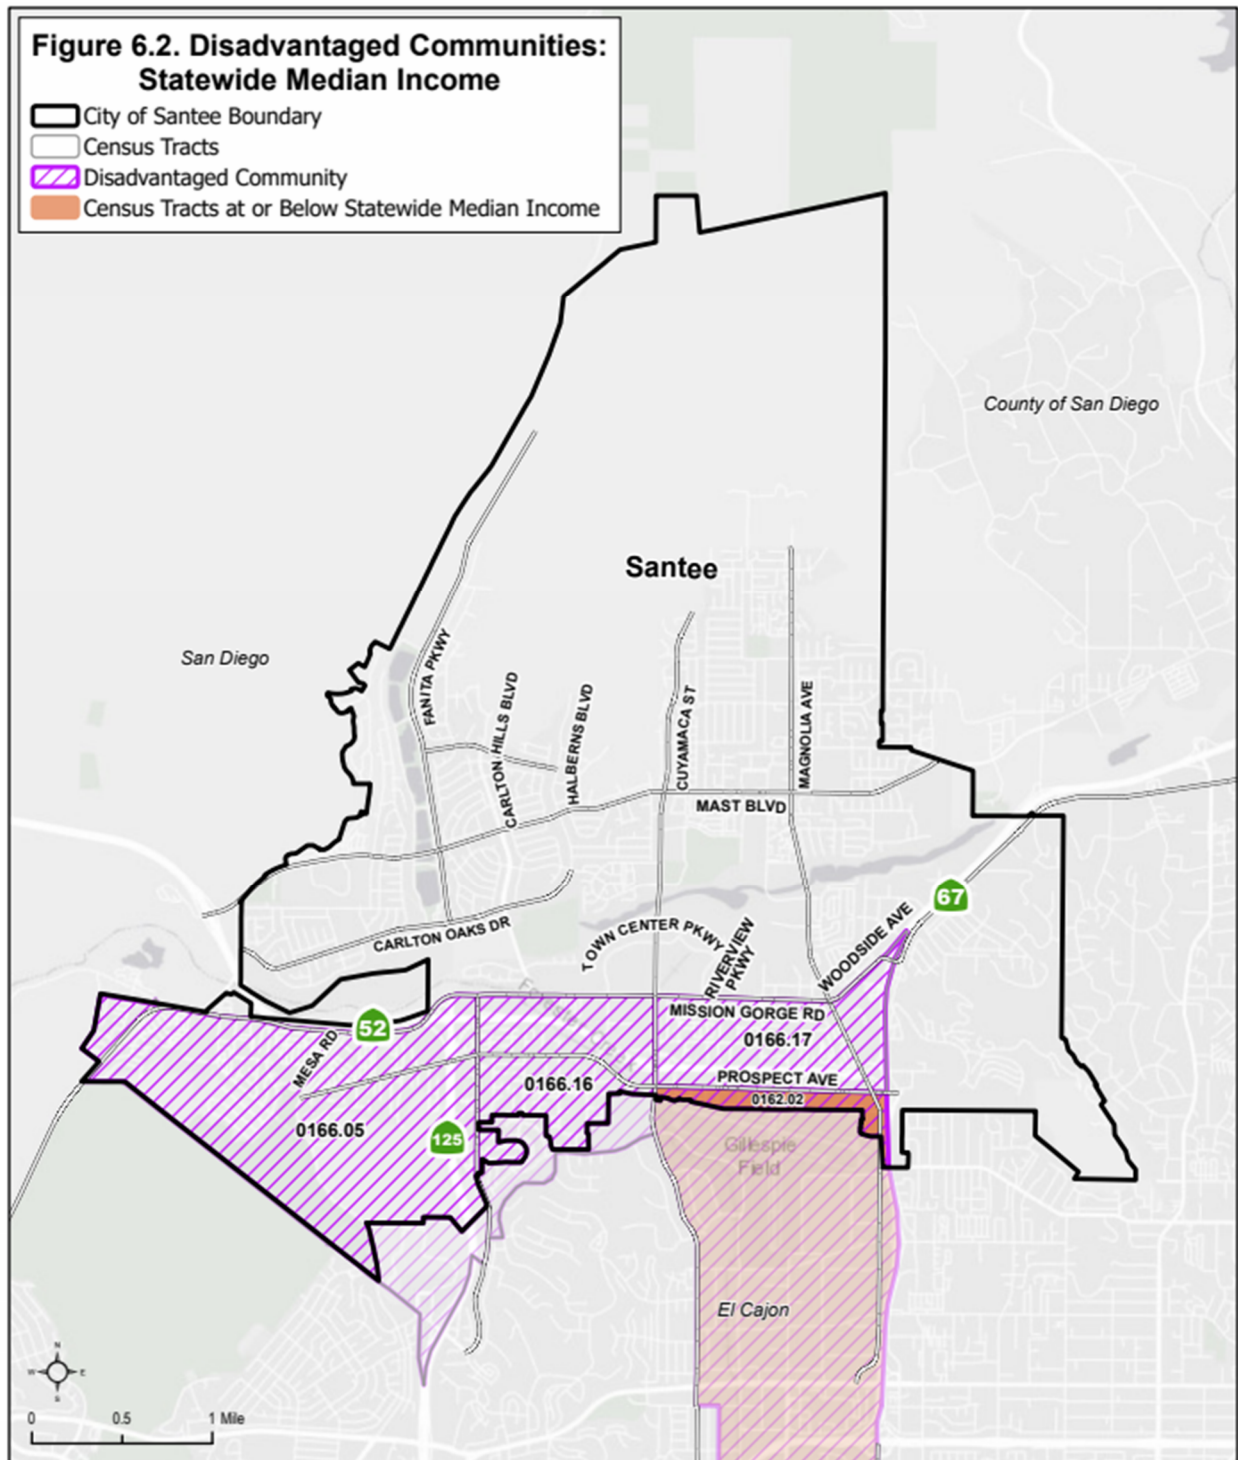 Figure 6.2. Disadvantaged Communities:
Statewide Median Income
City of Santee Boundary
Census Tracts
Disadvantaged Community
Census Tracts at or Below Statewide Median Income
County of San Diego
Santee
San Diego
FANITA PKWY
CARLTON HILLS BLVD
HALBERNS BLVD
CUYAMACA ST
MAGNOLIA AVE
MAST BLVD
67
WOODSIDE AVE
CARLTON OAKS DR
TOWN CENTER PKWY
RIVERVIEW
PKWY
Forester Creek
52
MISSION GORGE RD
MESA RD
0166.17
PROSPECT AVE
0166.16
0162.02
0166.05
125
Gillespie
Field
El Cajon
N
W
E
S
0
0.5
1 Mile